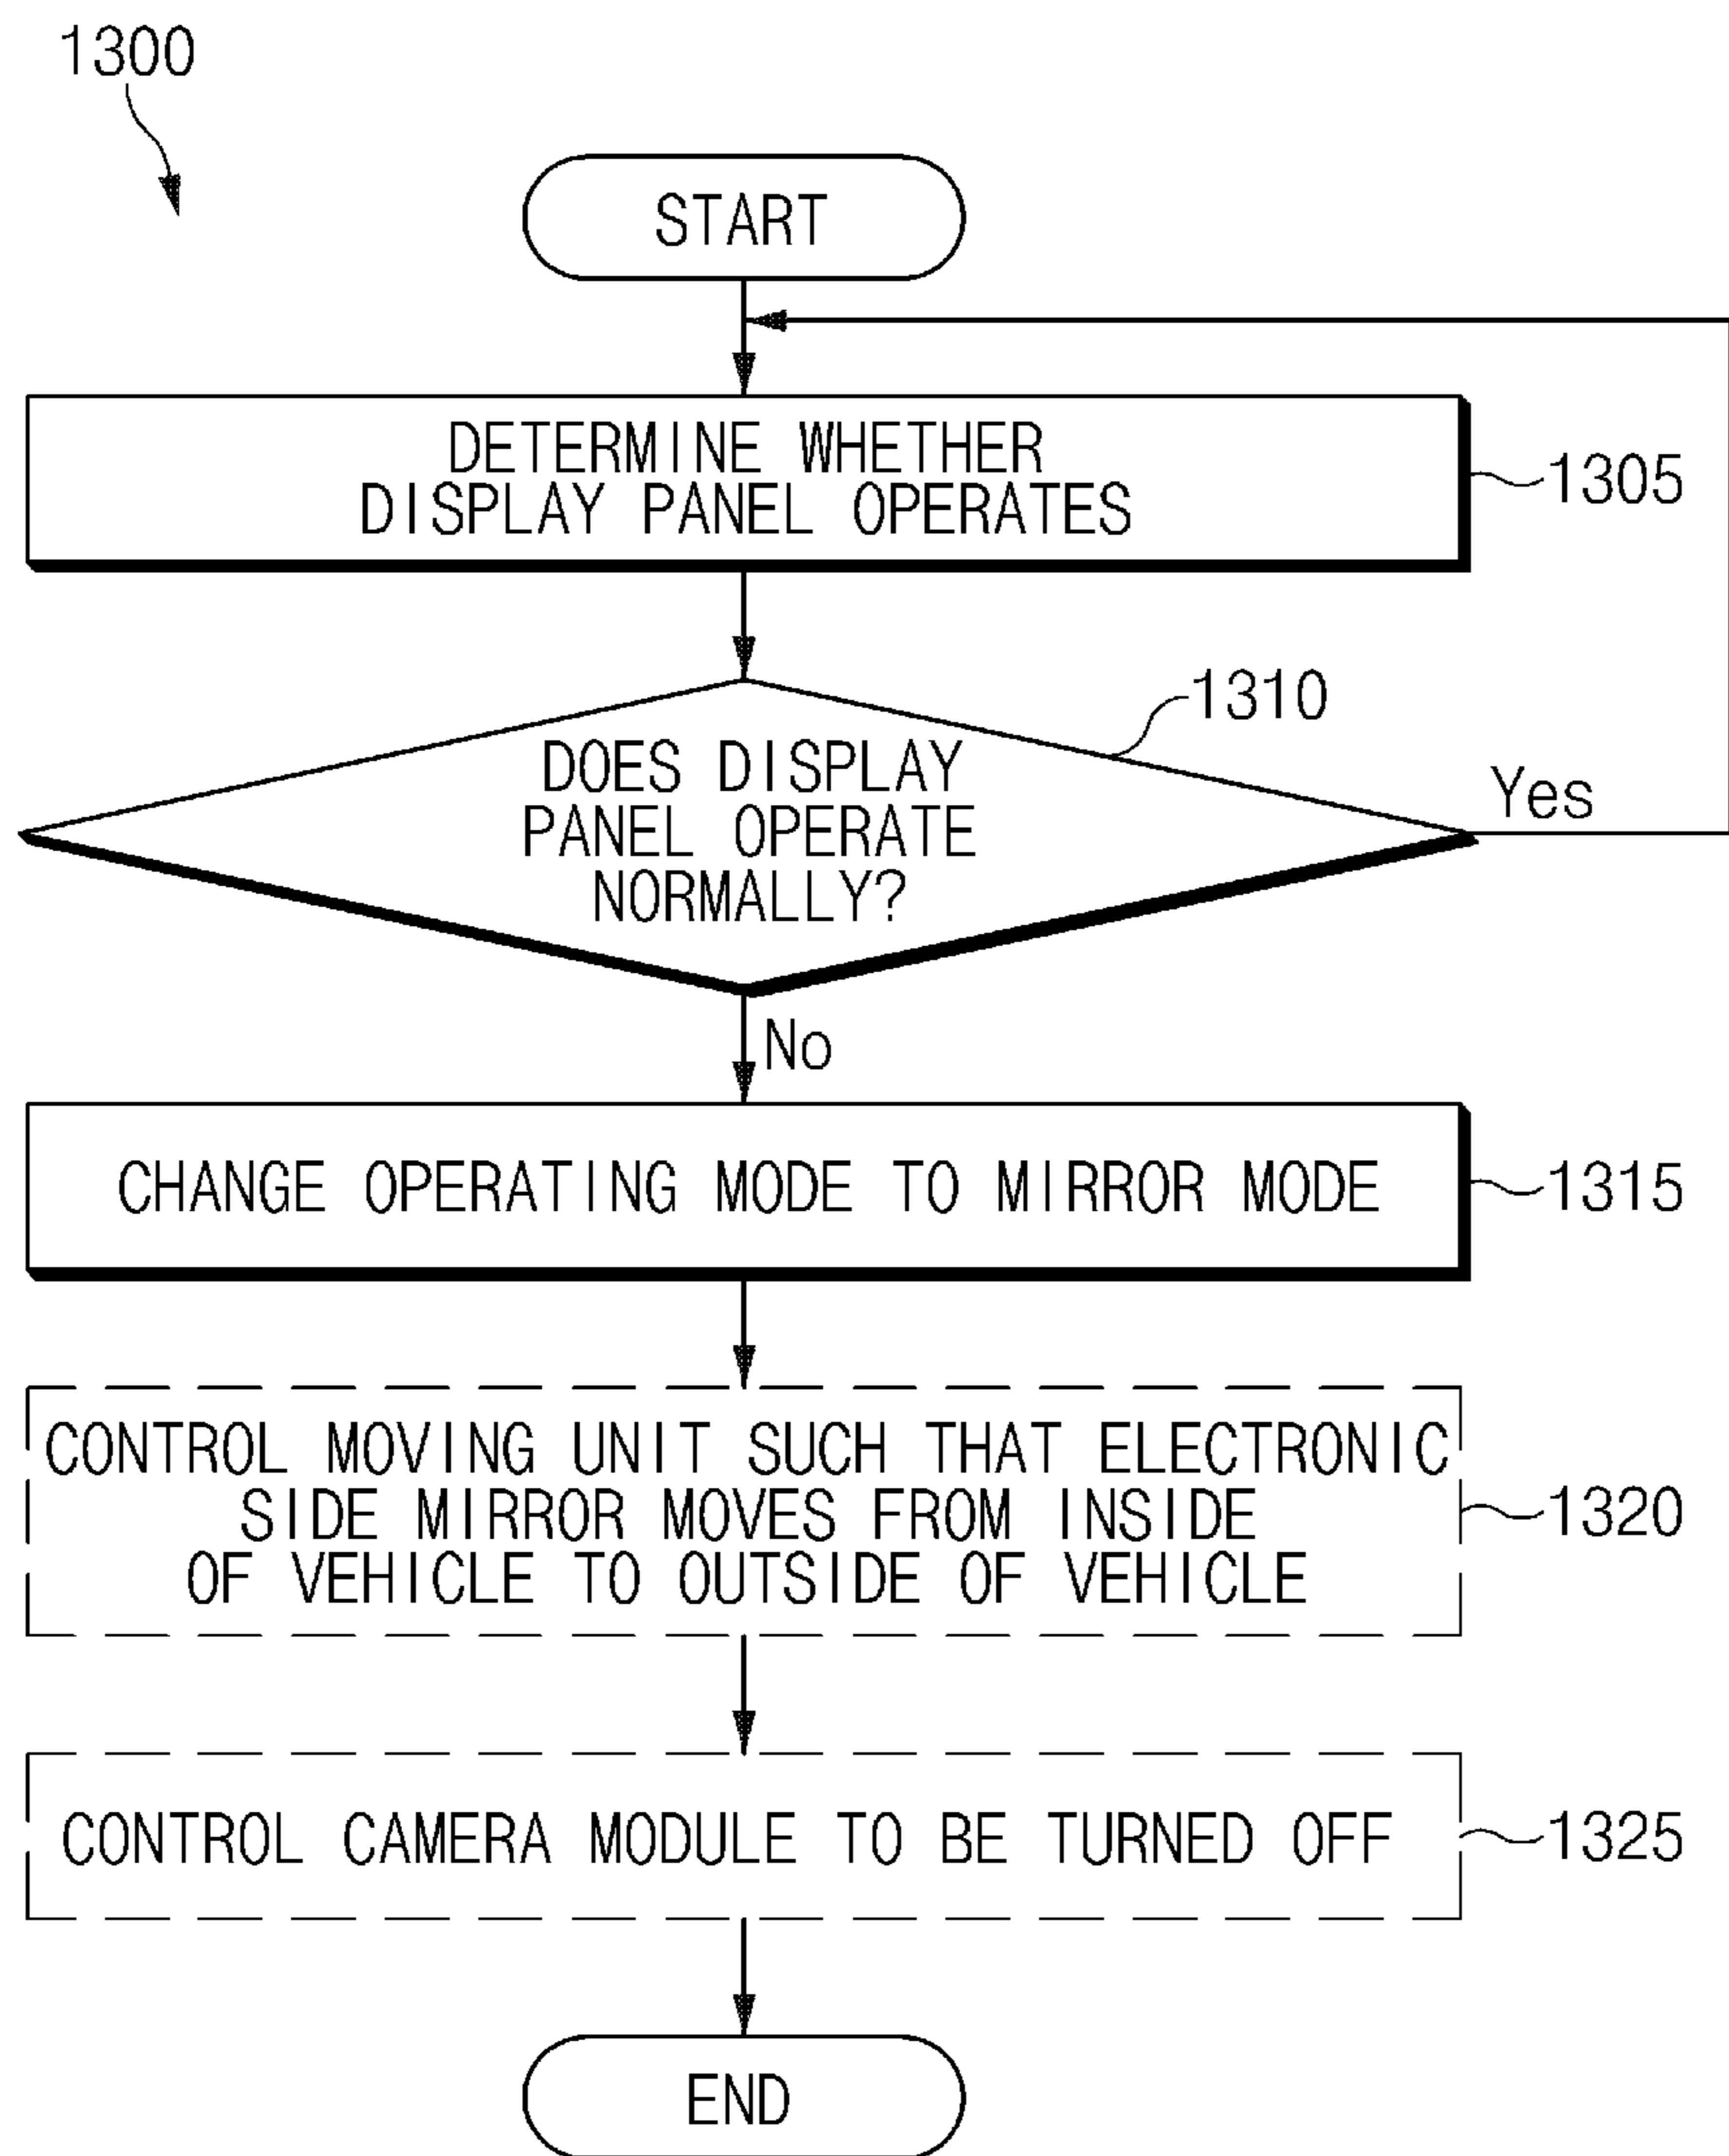 1300
START
DETERMINE WHETHER
DISPLAY PANEL OPERATES
1305
1310
DOES DISPLAY
PANEL OPERATE
NORMALLY?
Yes
No
CHANGE OPERATING MODE TO MIRROR MODE
1315
CONTROL MOVING UNIT SUCH THAT ELECTRONIC
SIDE MIRROR MOVES FROM INSIDE
OF VEHICLE TO OUTSIDE OF VEHICLE
1320
CONTROL CAMERA MODULE TO BE TURNED OFF
1325
END